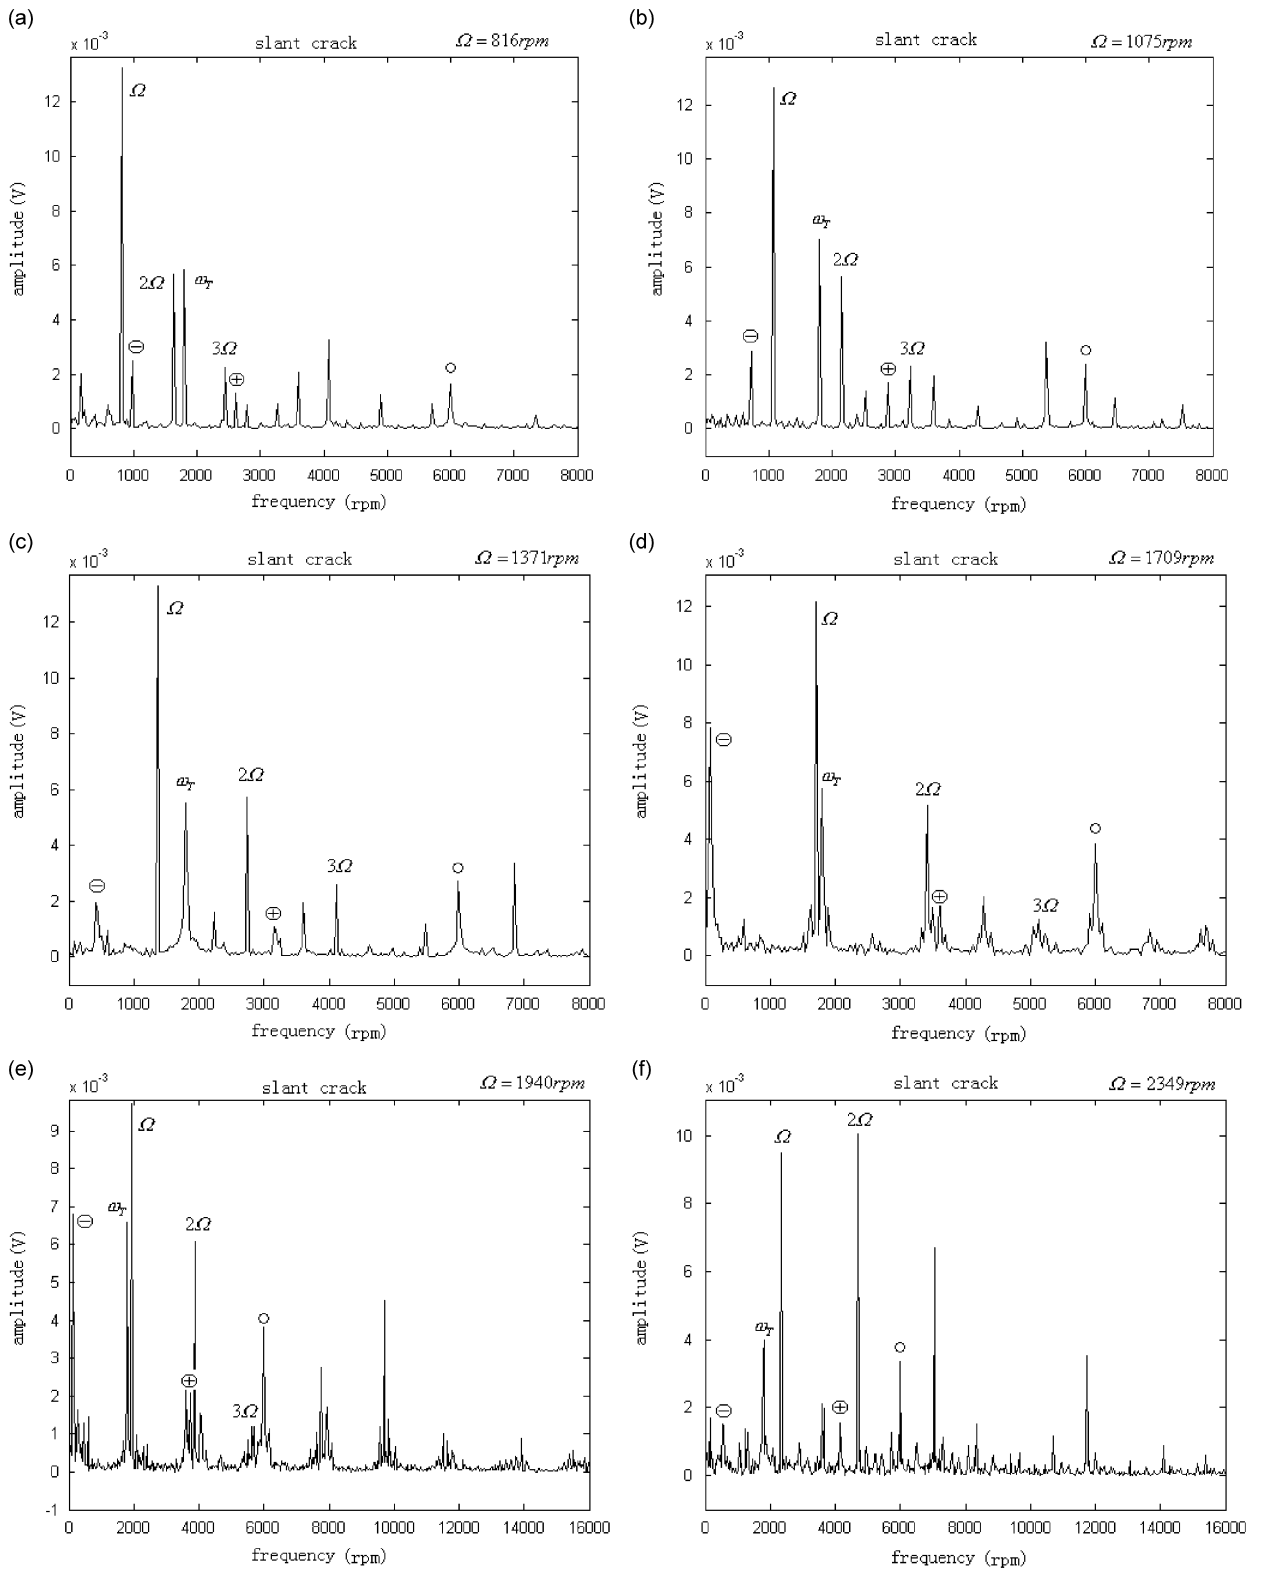 (a)
× 10⁻³
slant crack
Ω = 816rpm
Ω
2Ω
ω_T
⊖
3Ω
⊕
○
12
10
8
6
4
2
0
amplitude (V)
0 1000 2000 3000 4000 5000 6000 7000 8000
frequency (rpm)
(b)
× 10⁻³
slant crack
Ω = 1075rpm
Ω
ω_T
2Ω
⊖
⊕
3Ω
○
12
10
8
6
4
2
0
amplitude (V)
0 1000 2000 3000 4000 5000 6000 7000 8000
frequency (rpm)
(c)
× 10⁻³
slant crack
Ω = 1371rpm
Ω
ω_T
2Ω
⊖
⊕
3Ω
○
12
10
8
6
4
2
0
amplitude (V)
0 1000 2000 3000 4000 5000 6000 7000 8000
frequency (rpm)
(d)
× 10⁻³
slant crack
Ω = 1709rpm
Ω
⊖
ω_T
2Ω
⊕
3Ω
○
12
10
8
6
4
2
0
amplitude (V)
0 1000 2000 3000 4000 5000 6000 7000 8000
frequency (rpm)
(e)
× 10⁻³
slant crack
Ω = 1940rpm
Ω
ω_T
⊖
2Ω
⊕
3Ω
○
9
8
7
6
5
4
3
2
1
0
-1
amplitude (V)
0 2000 4000 6000 8000 10000 12000 14000 16000
frequency (rpm)
(f)
× 10⁻³
slant crack
Ω = 2349rpm
Ω
2Ω
ω_T
⊖
⊕
○
10
8
6
4
2
0
amplitude (V)
0 2000 4000 6000 8000 10000 12000 14000 16000
frequency (rpm)